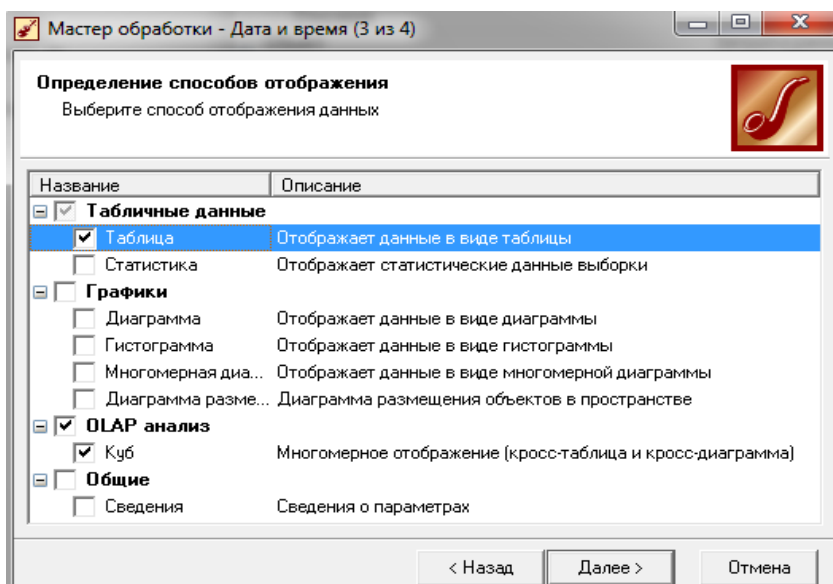 Мастер обработки - Дата и время (3 из 4)
Определение способов отображения
Выберите способ отображения данных
Название Описание
Табличные данные
Таблица Отображает данные в виде таблицы
Статистика Отображает статистические данные выборки
Графики
Диаграмма Отображает данные в виде диаграммы
Гистограмма Отображает данные в виде гистограммы
Многомерная диа... Отображает данные в виде многомерной диаграммы
Диаграмма разме... Диаграмма размещения объектов в пространстве
OLAP анализ
Куб Многомерное отображение (кросс-таблица и кросс-диаграмма)
Общие
Сведения Сведения о параметрах
< Назад Далее > Отмена